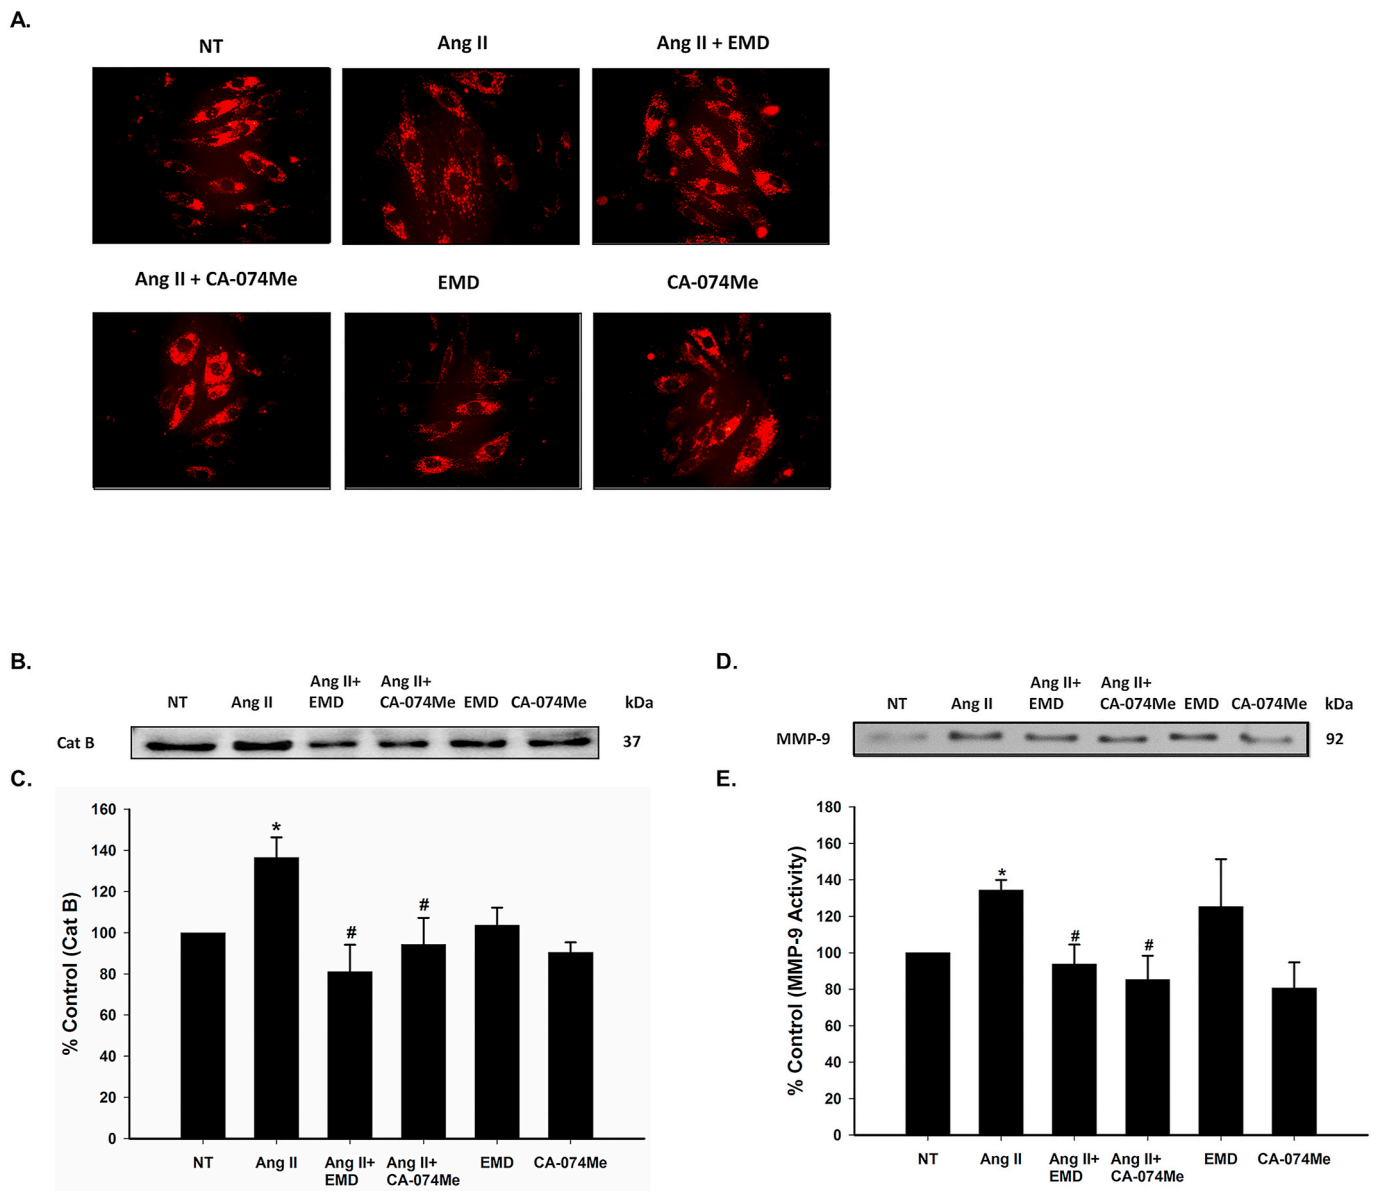 A.
NT
Ang II
Ang II + EMD
Ang II + CA-074Me
EMD
CA-074Me
B.
NT
Ang II
Ang II+
EMD
Ang II+
CA-074Me
EMD
CA-074Me
kDa
Cat B
37
C.
% Control (Cat B)
160
140
120
100
80
60
40
20
0
*
#
#
NT
Ang II
Ang II+
EMD
Ang II+
CA-074Me
EMD
CA-074Me
D.
NT
Ang II
Ang II+
EMD
Ang II+
CA-074Me
EMD
CA-074Me
kDa
MMP-9
92
E.
% Control (MMP-9 Activity)
180
160
140
120
100
80
60
40
20
0
*
#
#
NT
Ang II
Ang II+
EMD
Ang II+
CA-074Me
EMD
CA-074Me